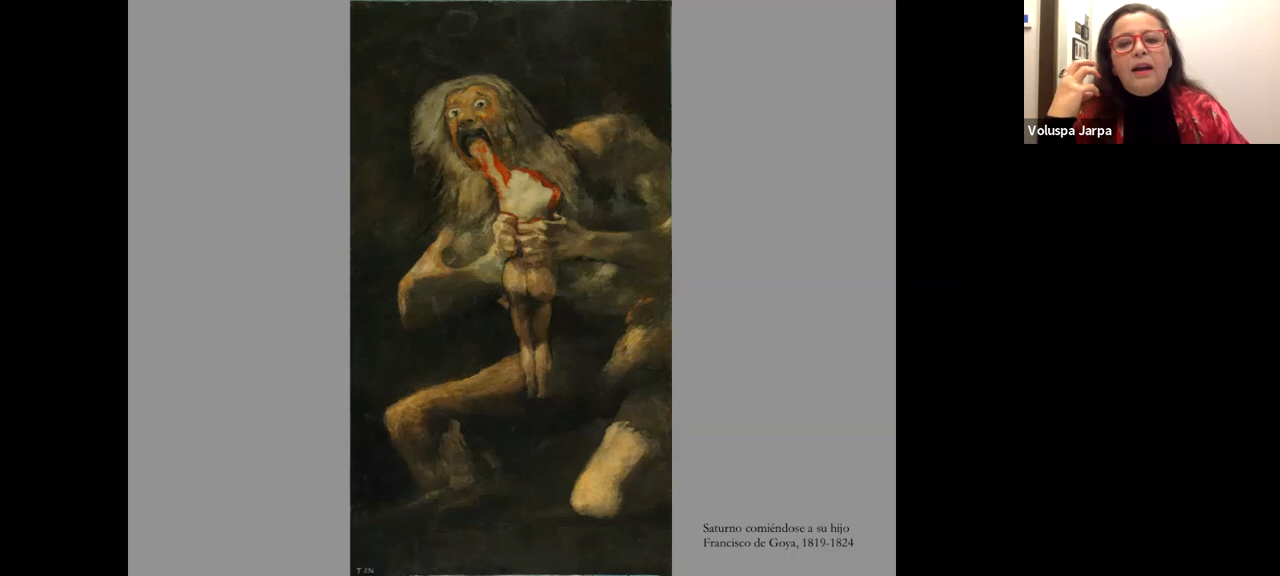 Voluspa Jarpa
Saturno comiéndose a su hijo
Francisco de Goya, 1819-1824